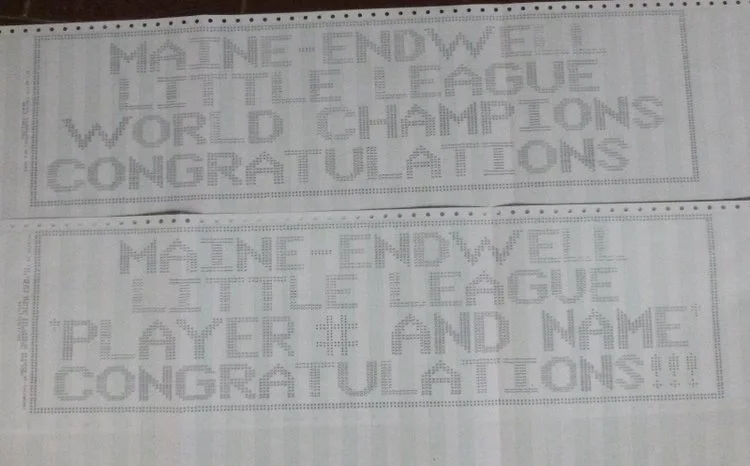 MAINE-ENDWELL
LITTLE LEAGUE
WORLD CHAMPIONS
CONGRATULATIONS
MAINE-ENDWELL
LITTLE LEAGUE
'PLAYER # AND NAME'
CONGRATULATIONS!!!